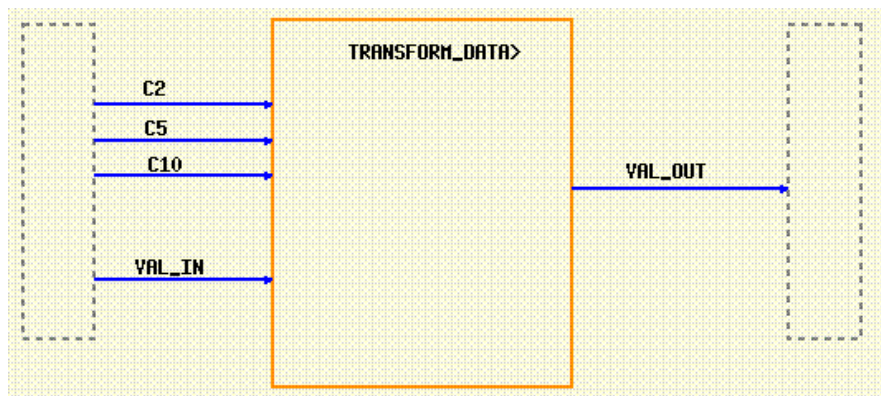 TRANSFORM_DATA>
C2
C5
C10
VAL_OUT
VAL_IN